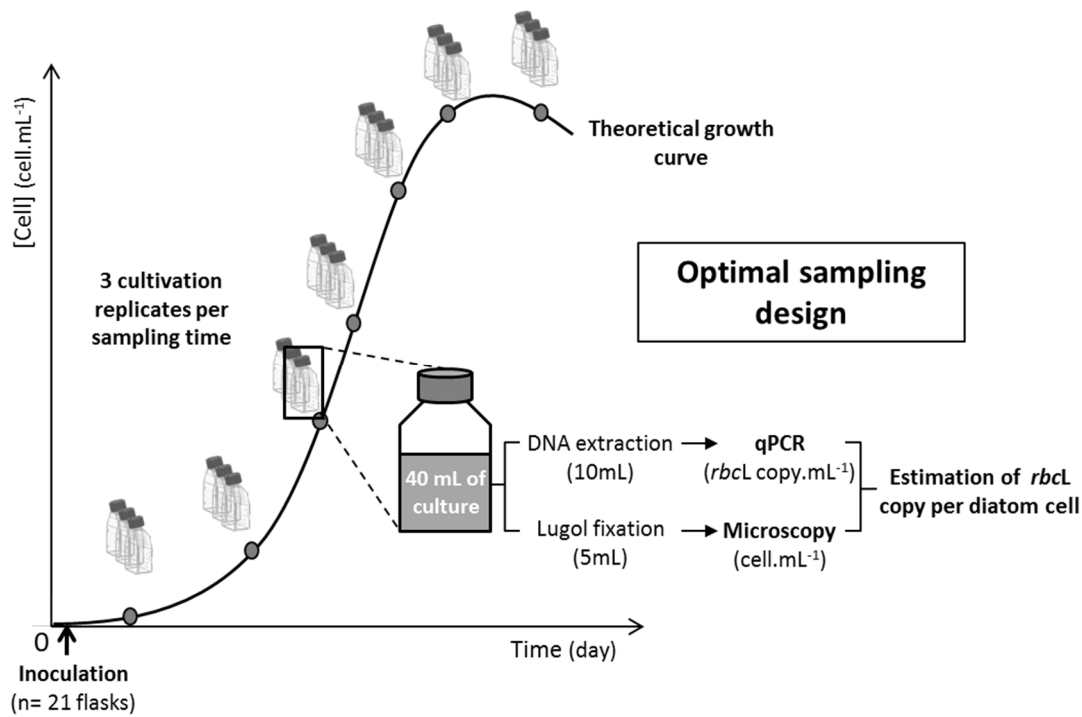 [Cell] (cell.mL-1)
Theoretical growth
curve
3 cultivation
replicates per
sampling time
Optimal sampling
design
40 mL of
culture
DNA extraction
(10mL)
qPCR
(rbcL copy.mL-1)
Lugol fixation
(5mL)
Microscopy
(cell.mL-1)
Estimation of rbcL
copy per diatom cell
0
Time (day)
Inoculation
(n= 21 flasks)